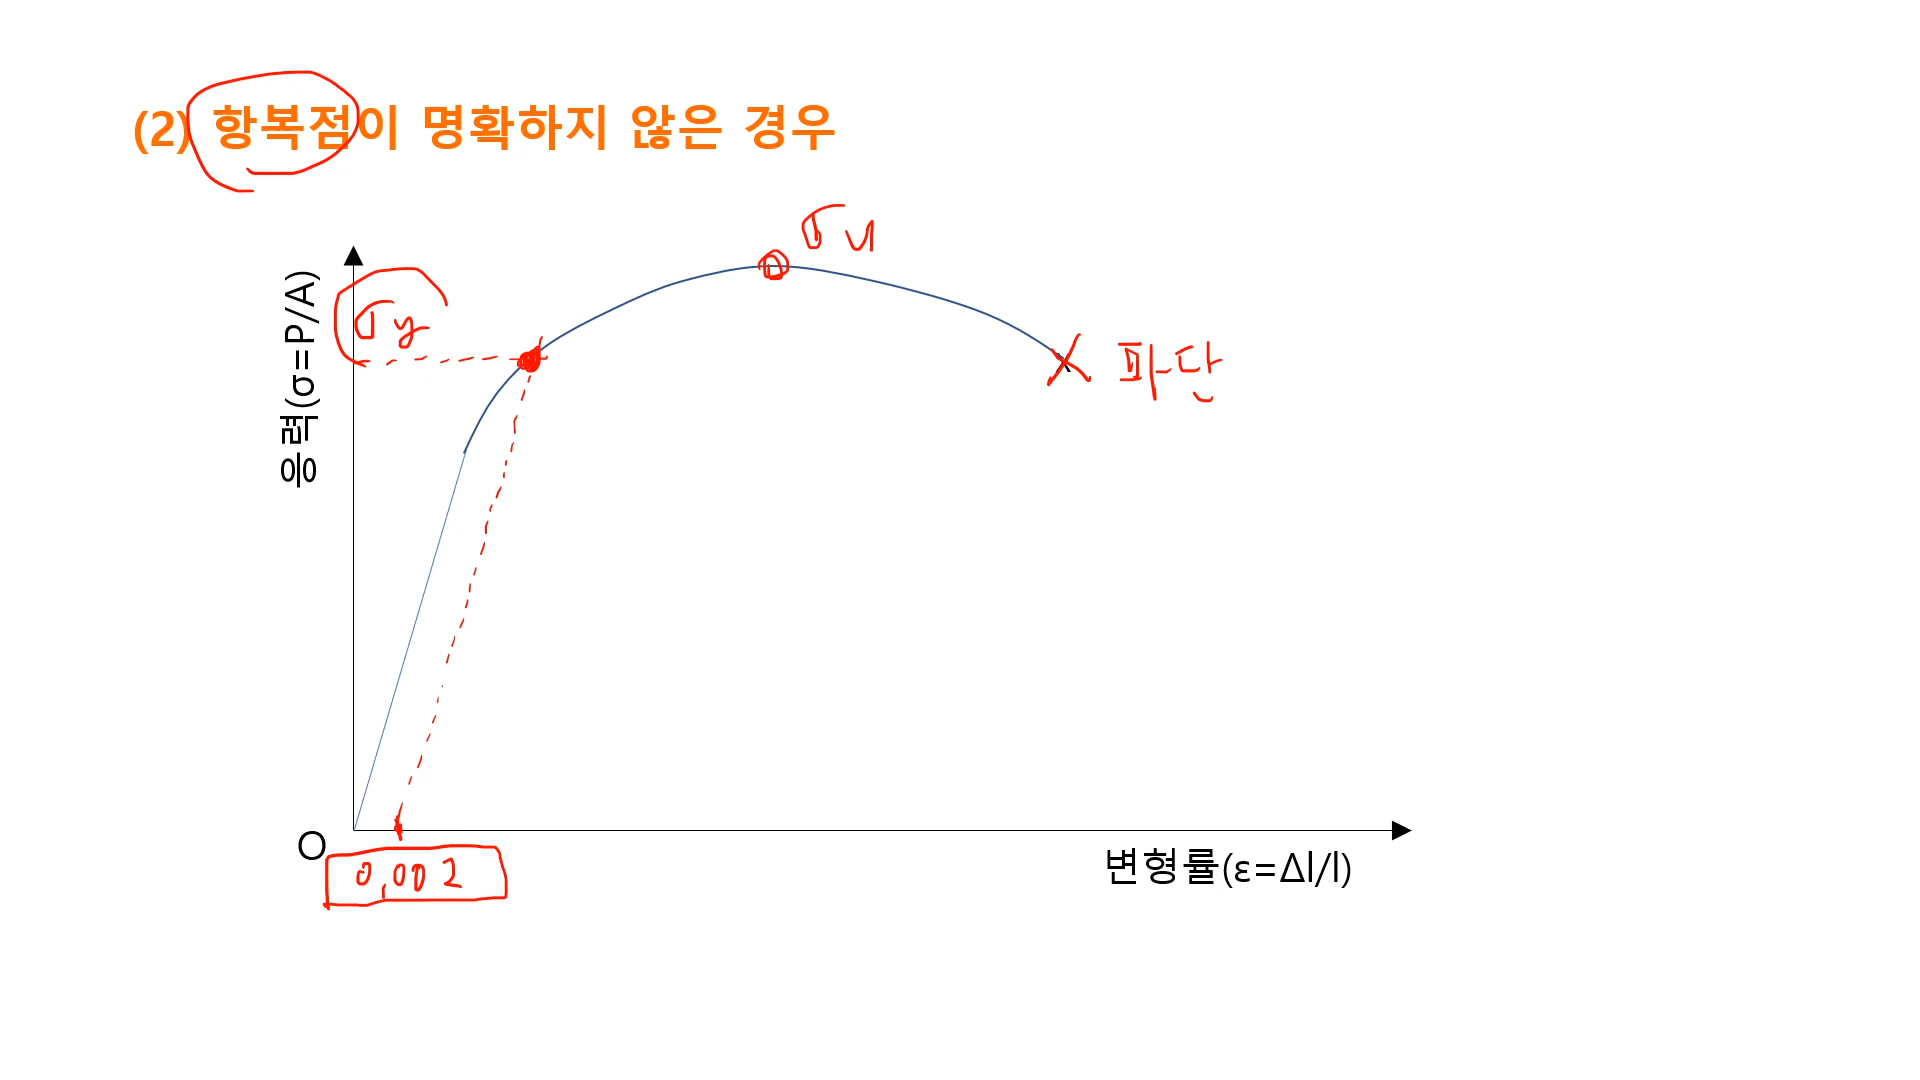 (2) 항복점이 명확하지 않은 경우
σu
σy
응력(σ=P/A)
파단
O
0.002
변형률(ε=Δl/l)